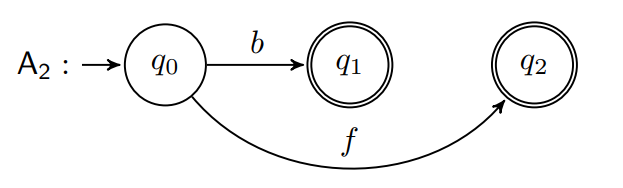 A₂ : q₀ b q₁ q₂
f